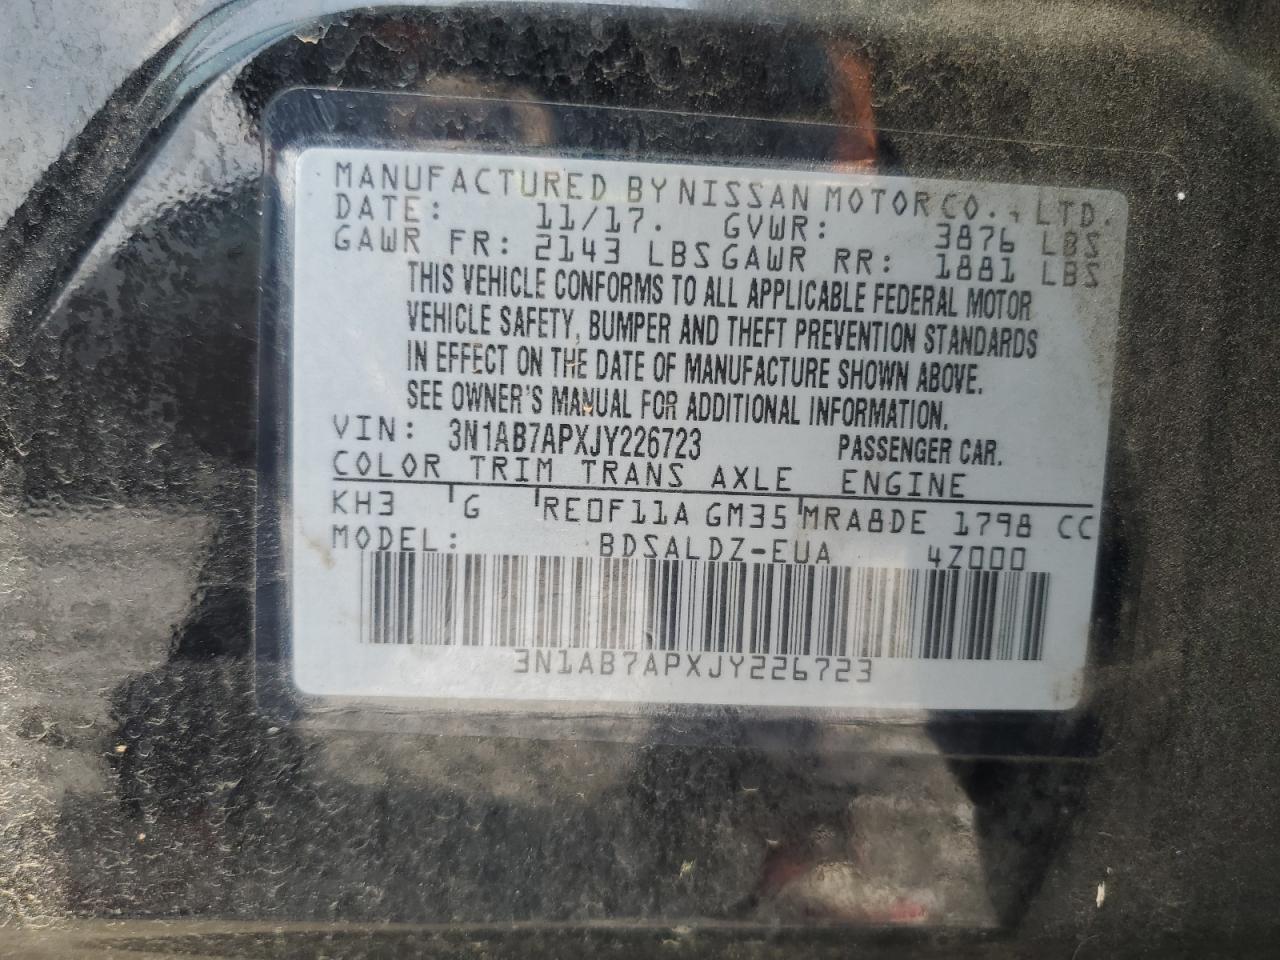 MANUFACTURED BY NISSAN MOTOR CO., LTD.
DATE: 11/17. GVWR: 3876 LBS
GAWR FR: 2143 LBS GAWR RR: 1881 LBS
THIS VEHICLE CONFORMS TO ALL APPLICABLE FEDERAL MOTOR
VEHICLE SAFETY, BUMPER AND THEFT PREVENTION STANDARDS
IN EFFECT ON THE DATE OF MANUFACTURE SHOWN ABOVE.
SEE OWNER'S MANUAL FOR ADDITIONAL INFORMATION.
VIN: 3N1AB7APXJY226723 PASSENGER CAR.
COLOR TRIM TRANS AXLE ENGINE
KH3 G RE0F11A GM35 MRA8DE 1798 CC
MODEL: BDSALDZ-EUA 4Z000
3N1AB7APXJY226723